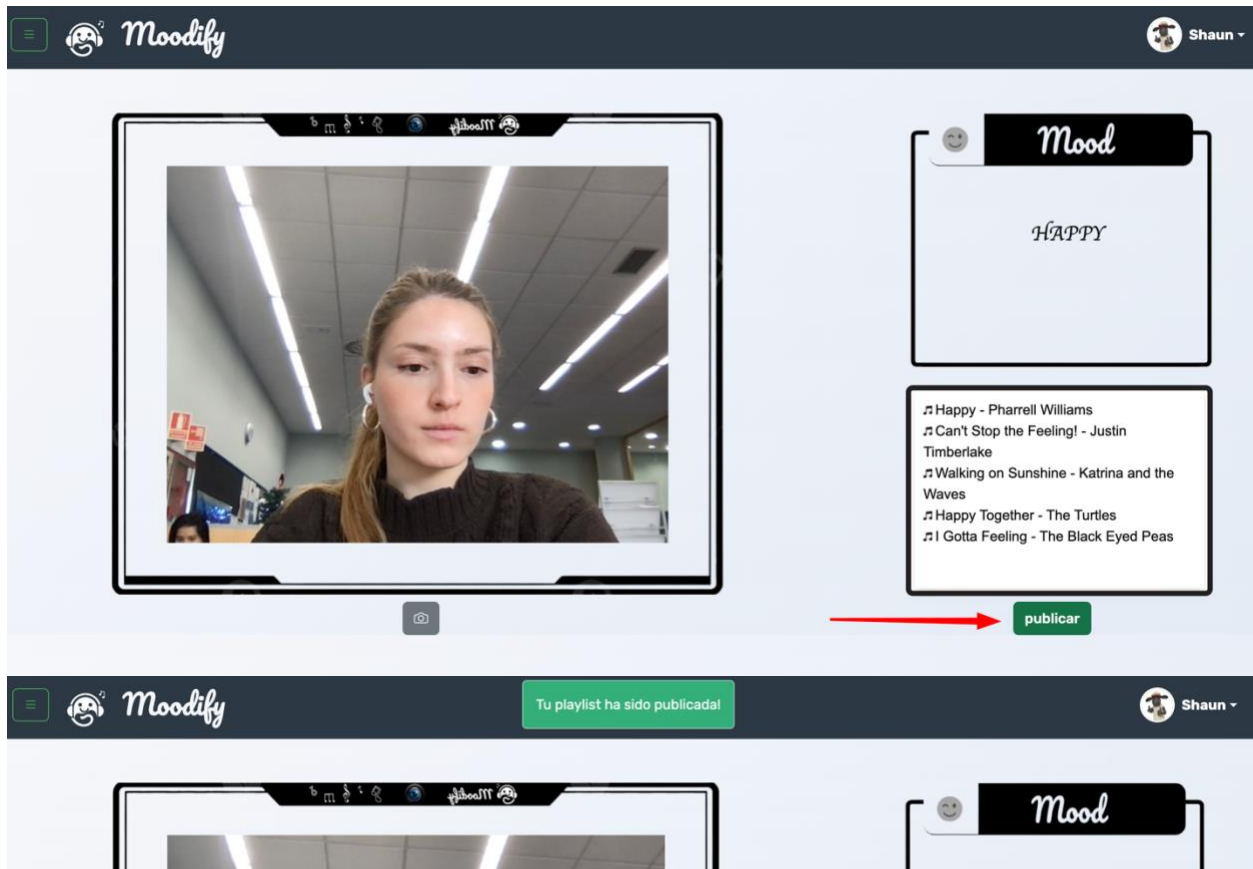 Moodify
Shaun
Moodify
Mood
HAPPY
♫Happy - Pharrell Williams
♫Can't Stop the Feeling! - Justin
Timberlake
♫Walking on Sunshine - Katrina and the
Waves
♫Happy Together - The Turtles
♫I Gotta Feeling - The Black Eyed Peas
publicar
Moodify
Tu playlist ha sido publicada!
Shaun
Moodify
Mood